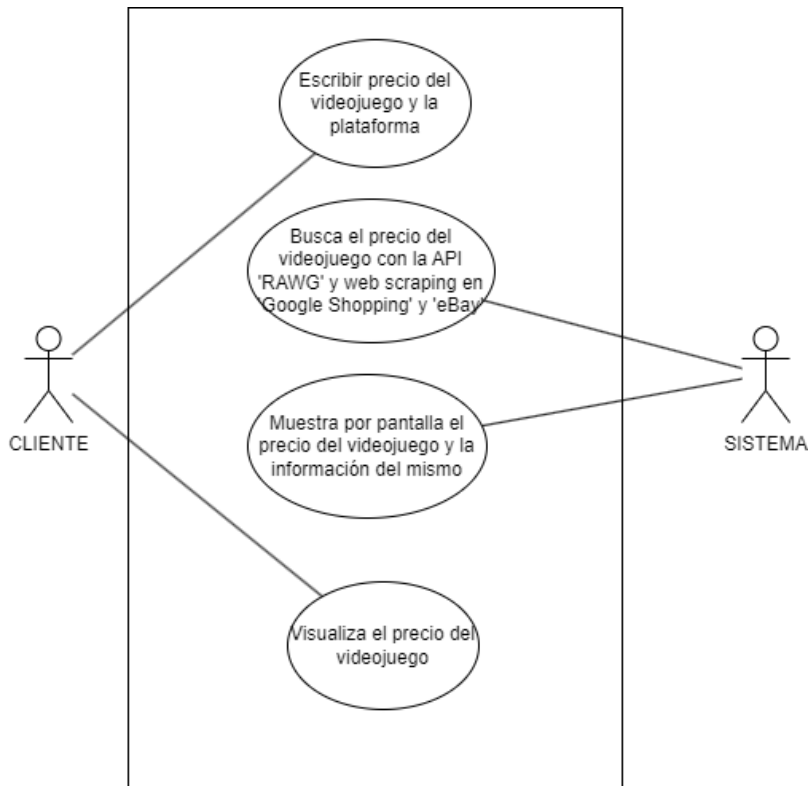 Escribir precio del
videojuego y la
plataforma
Busca el precio del
videojuego con la API
'RAWG' y web scraping en
'Google Shopping' y 'eBay'
CLIENTE
SISTEMA
Muestra por pantalla el
precio del videojuego y la
información del mismo
Visualiza el precio del
videojuego